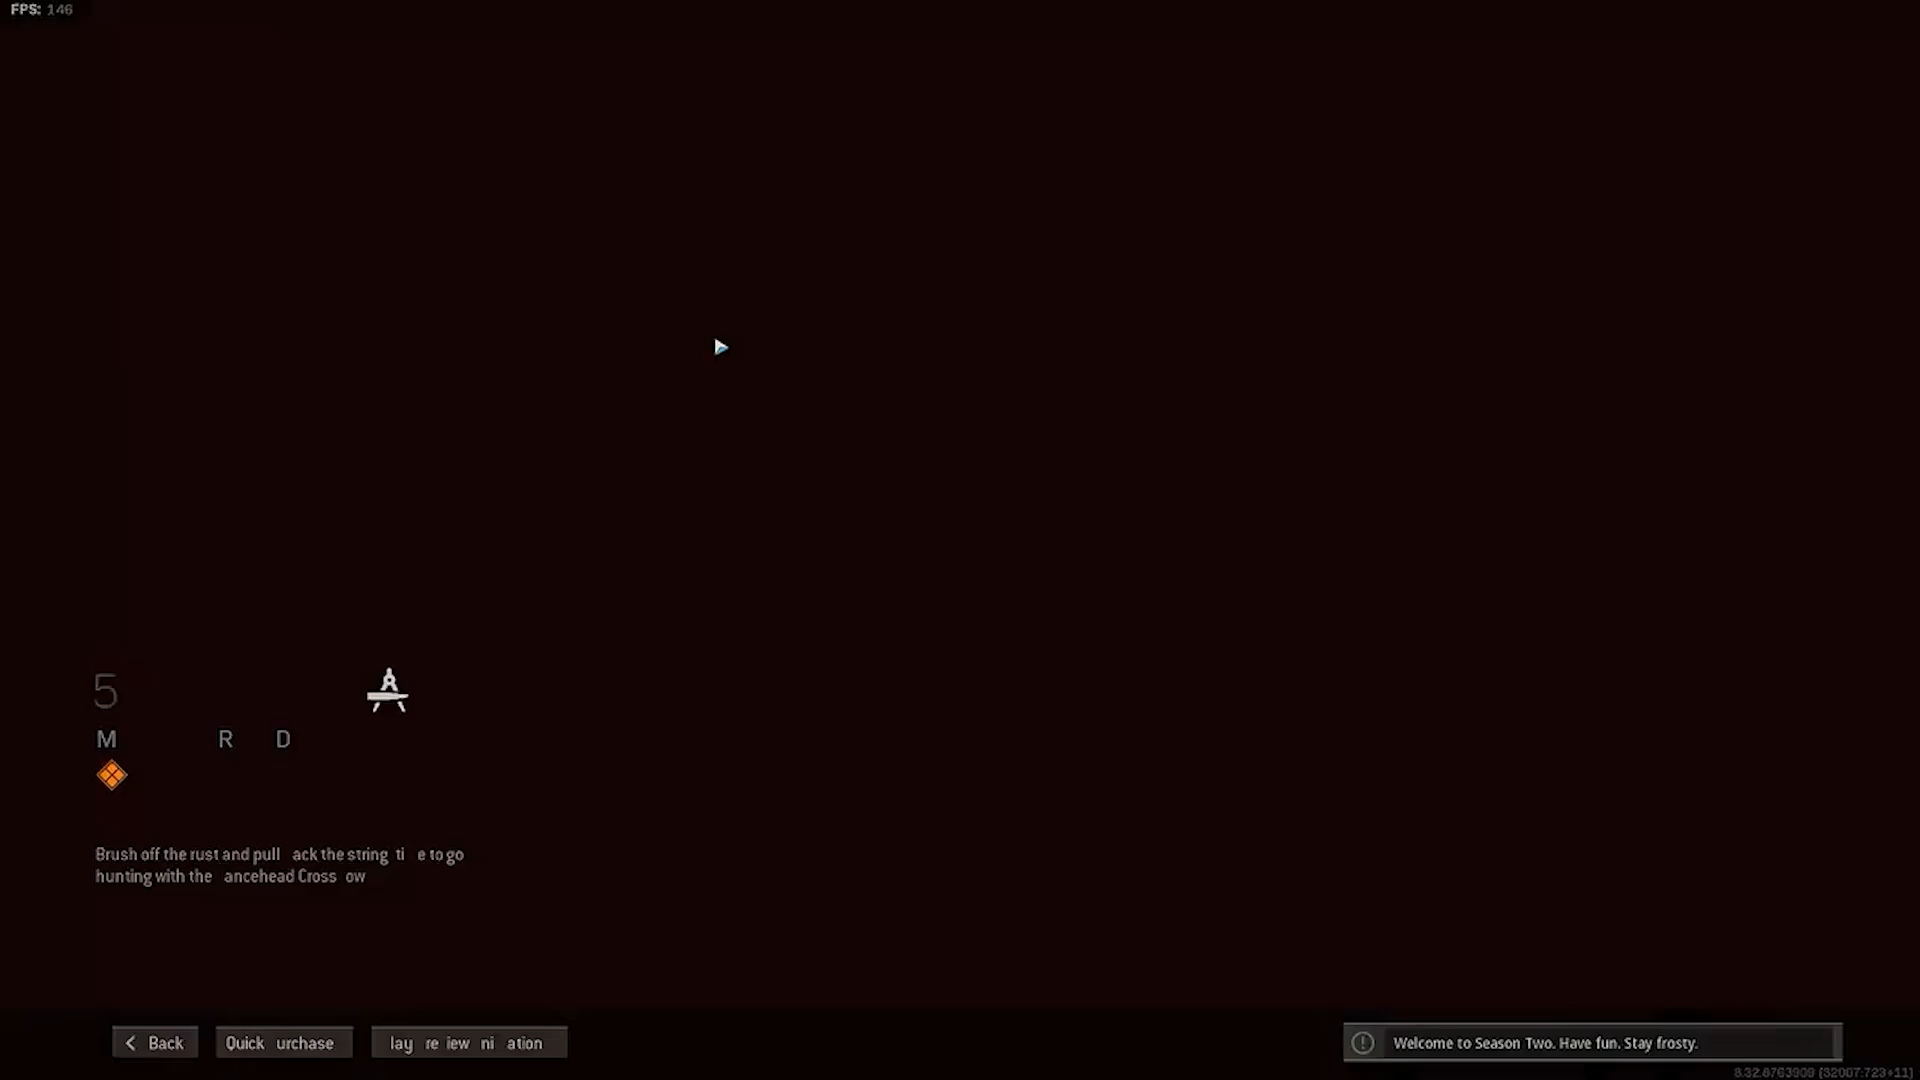 FPS: 146
5
M R D
Brush off the rust and pull ack the string ti e to go
hunting with the ancehead Cross ow
Back
Quick urchase
lay re iew ni ation
Welcome to Season Two. Have fun. Stay frosty.